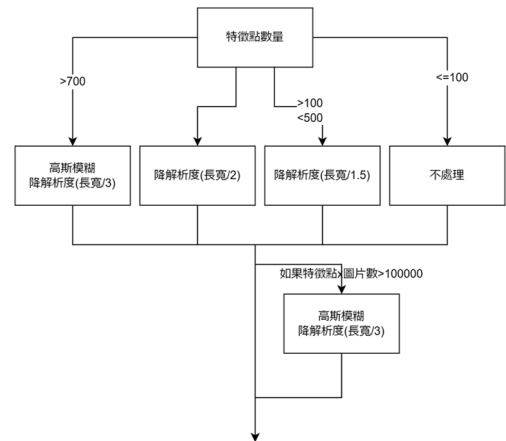 特徵點數量
>700
<=100
>100
<500
高斯模糊
降解析度(長寬/3)
降解析度(長寬/2)
降解析度(長寬/1.5)
不處理
如果特徵點x圖片數>100000
高斯模糊
降解析度(長寬/3)